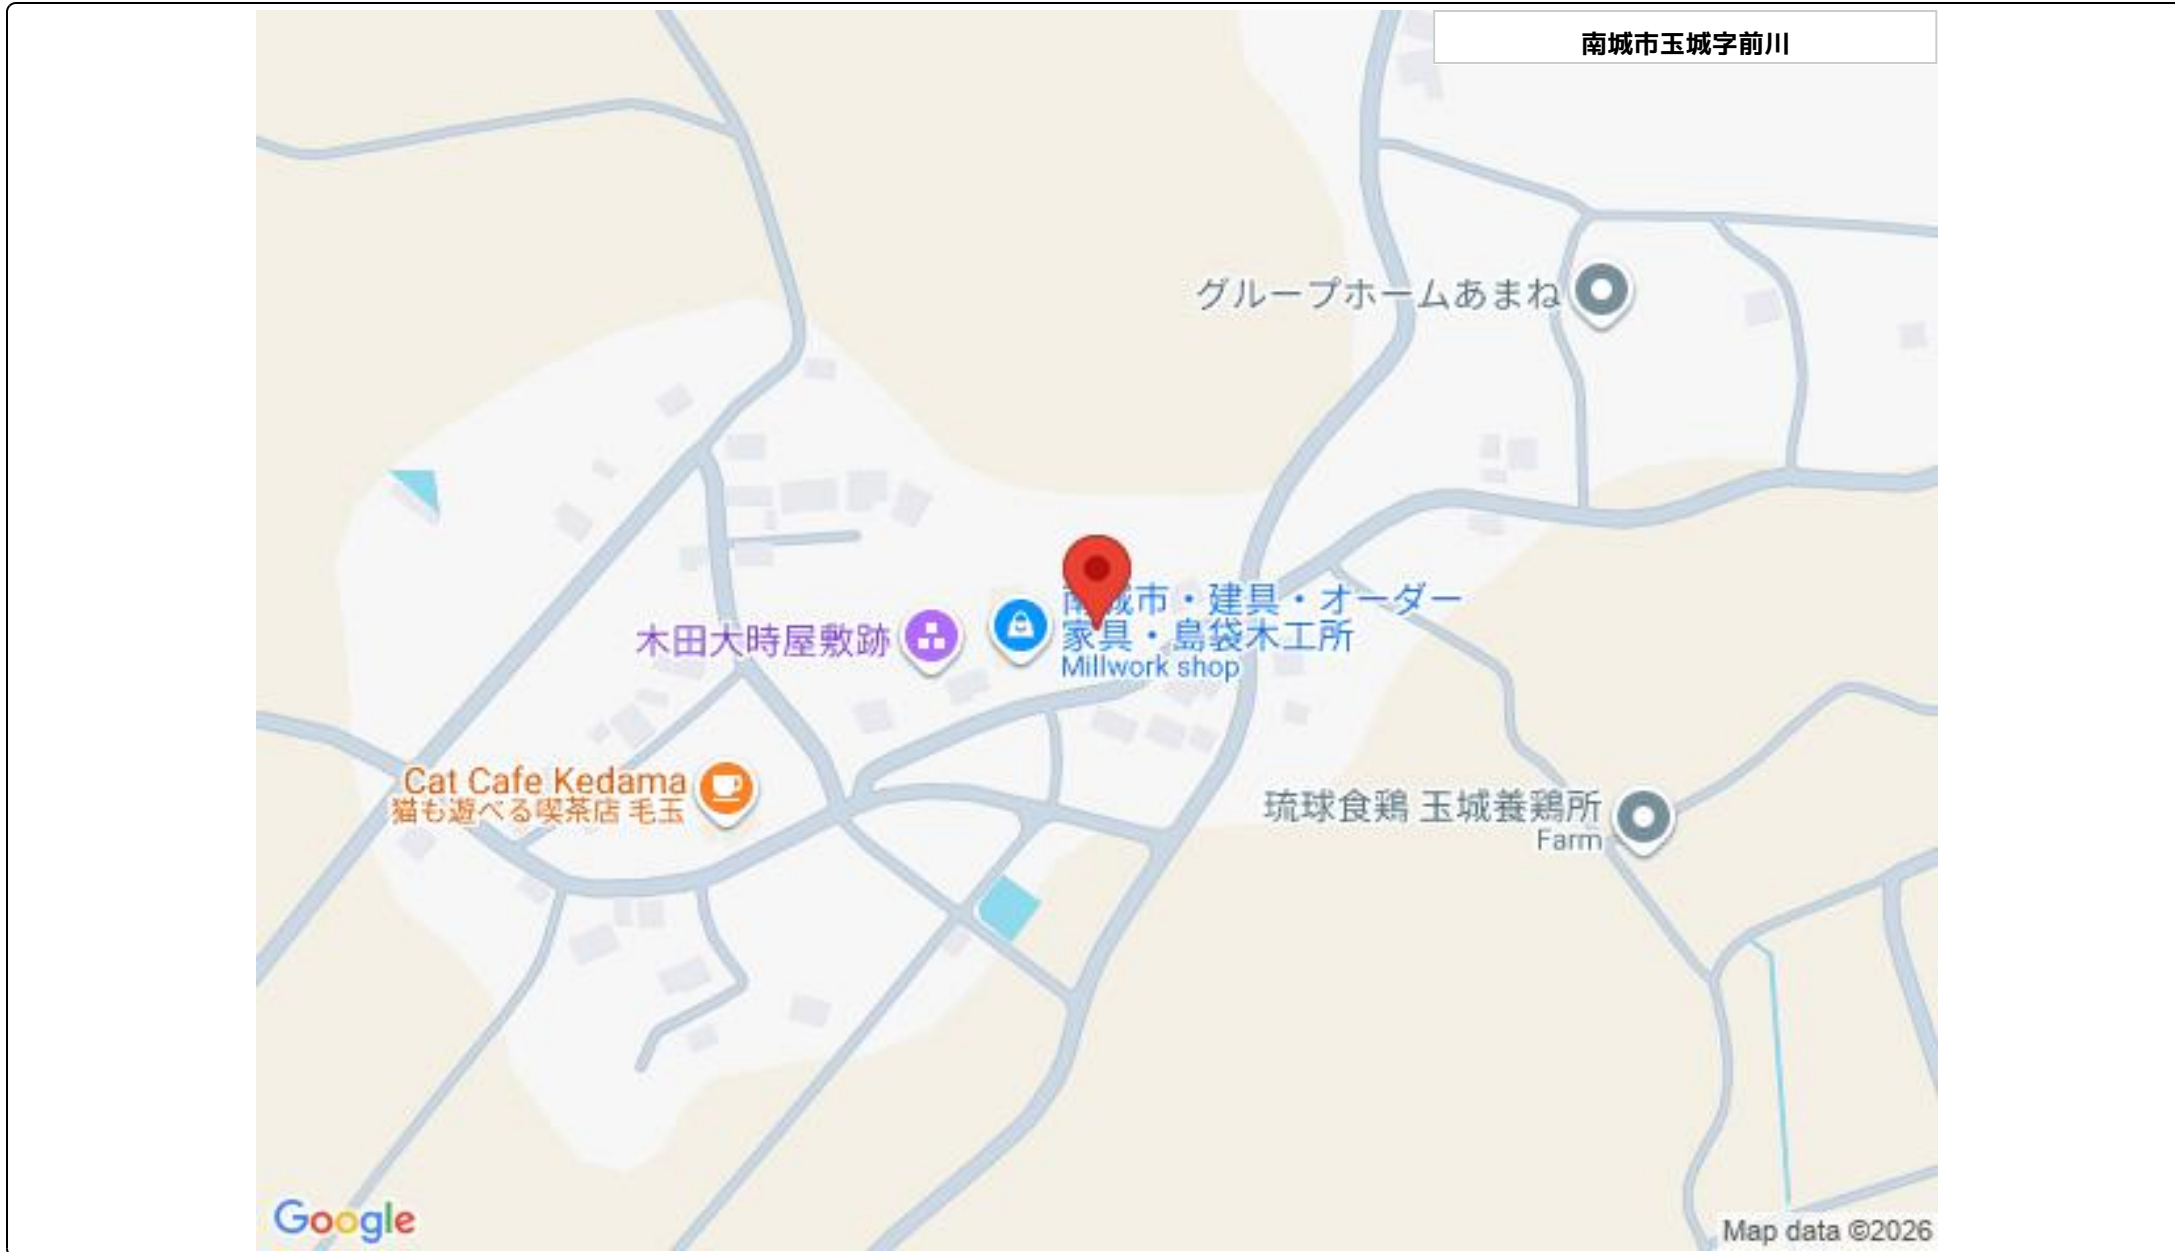 南城市玉城字前川
グループホームあまね
南城市・建具・オーダー
家具・島袋木工所
Millwork shop
木田大時屋敷跡
Cat Cafe Kedama
猫も遊べる喫茶店 毛玉
琉球食鶏 玉城養鶏所
Farm
Google
Map data ©2026